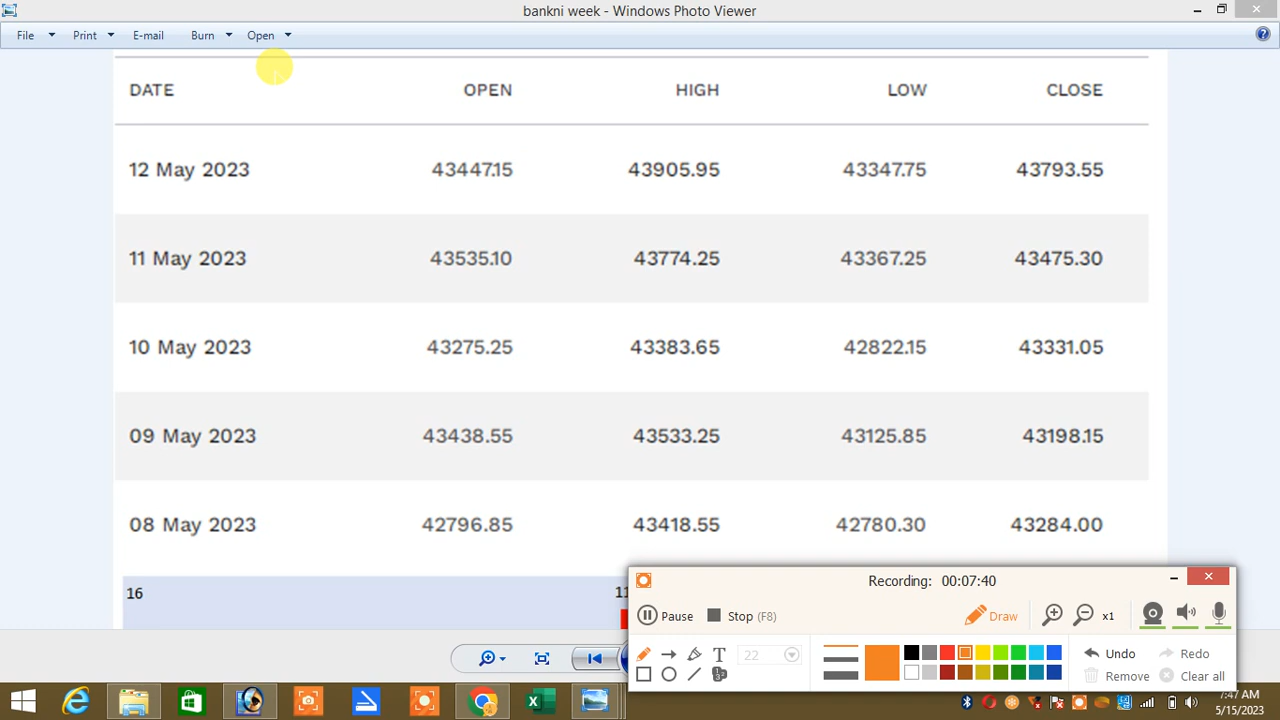 bankni week - Windows Photo Viewer
File Print E-mail Burn Open
DATE OPEN HIGH LOW CLOSE
12 May 2023 43447.15 43905.95 43347.75 43793.55
11 May 2023 43535.10 43774.25 43367.25 43475.30
10 May 2023 43275.25 43383.65 42822.15 43331.05
09 May 2023 43438.55 43533.25 43125.85 43198.15
08 May 2023 42796.85 43418.55 42780.30 43284.00
16
Recording: 00:07:40
Pause Stop (F8) Draw x1
T 22 Undo Redo
Remove Clear all
7:47 AM
5/15/2023